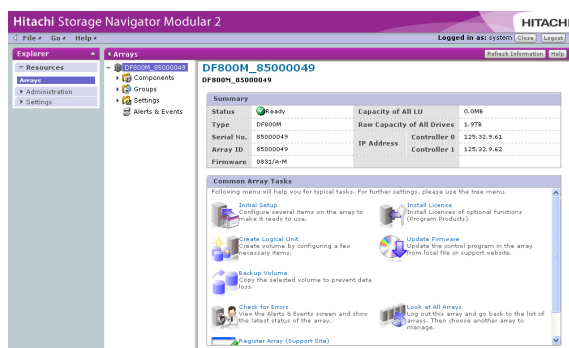 Hitachi Storage Navigator Modular 2
HITACHI
File Go Help
Logged in as: system Close Logout
Explorer
Arrays
Refresh Information Help
Resources
Arrays
Administration
Settings
DF800M_85000049
Components
Groups
Settings
Alerts & Events
DF800M_85000049
DF800M_85000049
Summary
Status Ready Capacity of All LU 0.0MB
Type DF800M Raw Capacity of All Drives 1.9TB
Serial No. 85000049 IP Address Controller 0 125.32.9.61
Array ID 85000049 Controller 1 125.32.9.62
Firmware 0831/A-M
Common Array Tasks
Following menu will help you for typical tasks. For further settings, please use the tree menu.
Initial Setup
Configure several items on the array to
make it ready to use.
Install License
Install Licenses of optional functions
(Program Products).
Create Logical Unit
Create volume by configuring a few
necessary items.
Update Firmware
Update the control program in the array
from local file or support website.
Backup Volume
Copy the selected volume to prevent data
loss.
Check for Errors
View the Alerts & Events screen and show
the latest status of the array.
Look at All Arrays
Log out this array and go back to the list of
arrays. Then choose another array to
manage.
Register Array (Support Site)